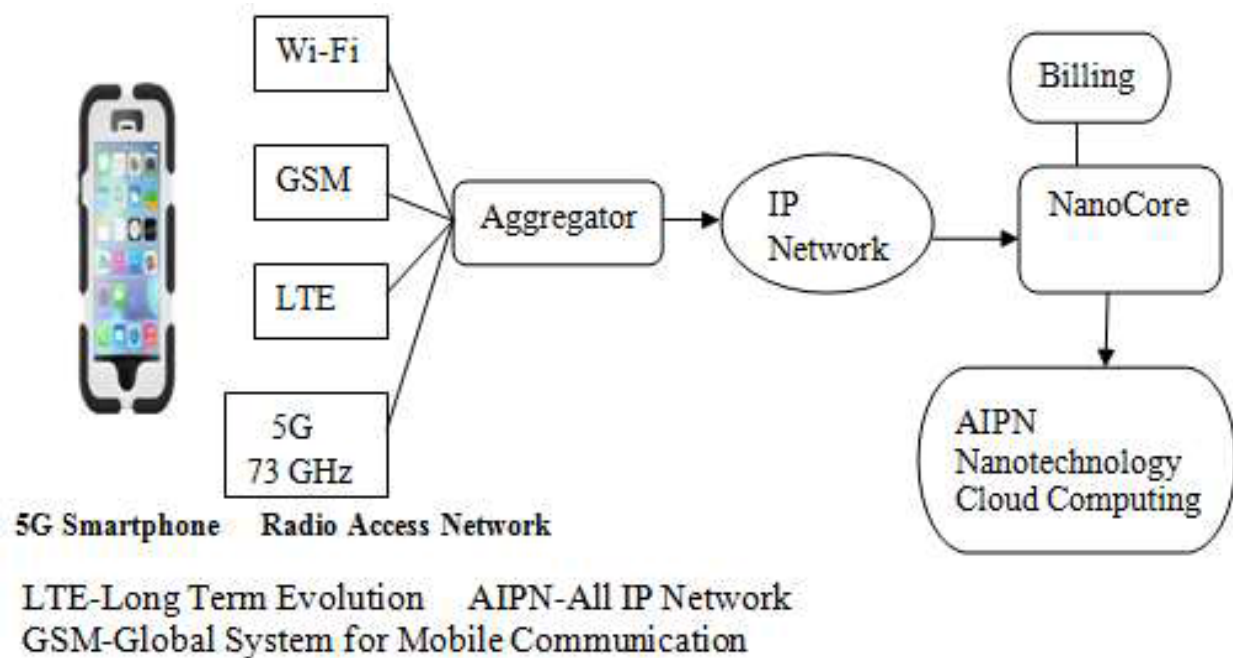 Wi-Fi
GSM
LTE
5G
73 GHz
Aggregator
IP
Network
Billing
NanoCore
AIPN
Nanotechnology
Cloud Computing
5G Smartphone Radio Access Network
LTE-Long Term Evolution AIPN-All IP Network
GSM-Global System for Mobile Communication